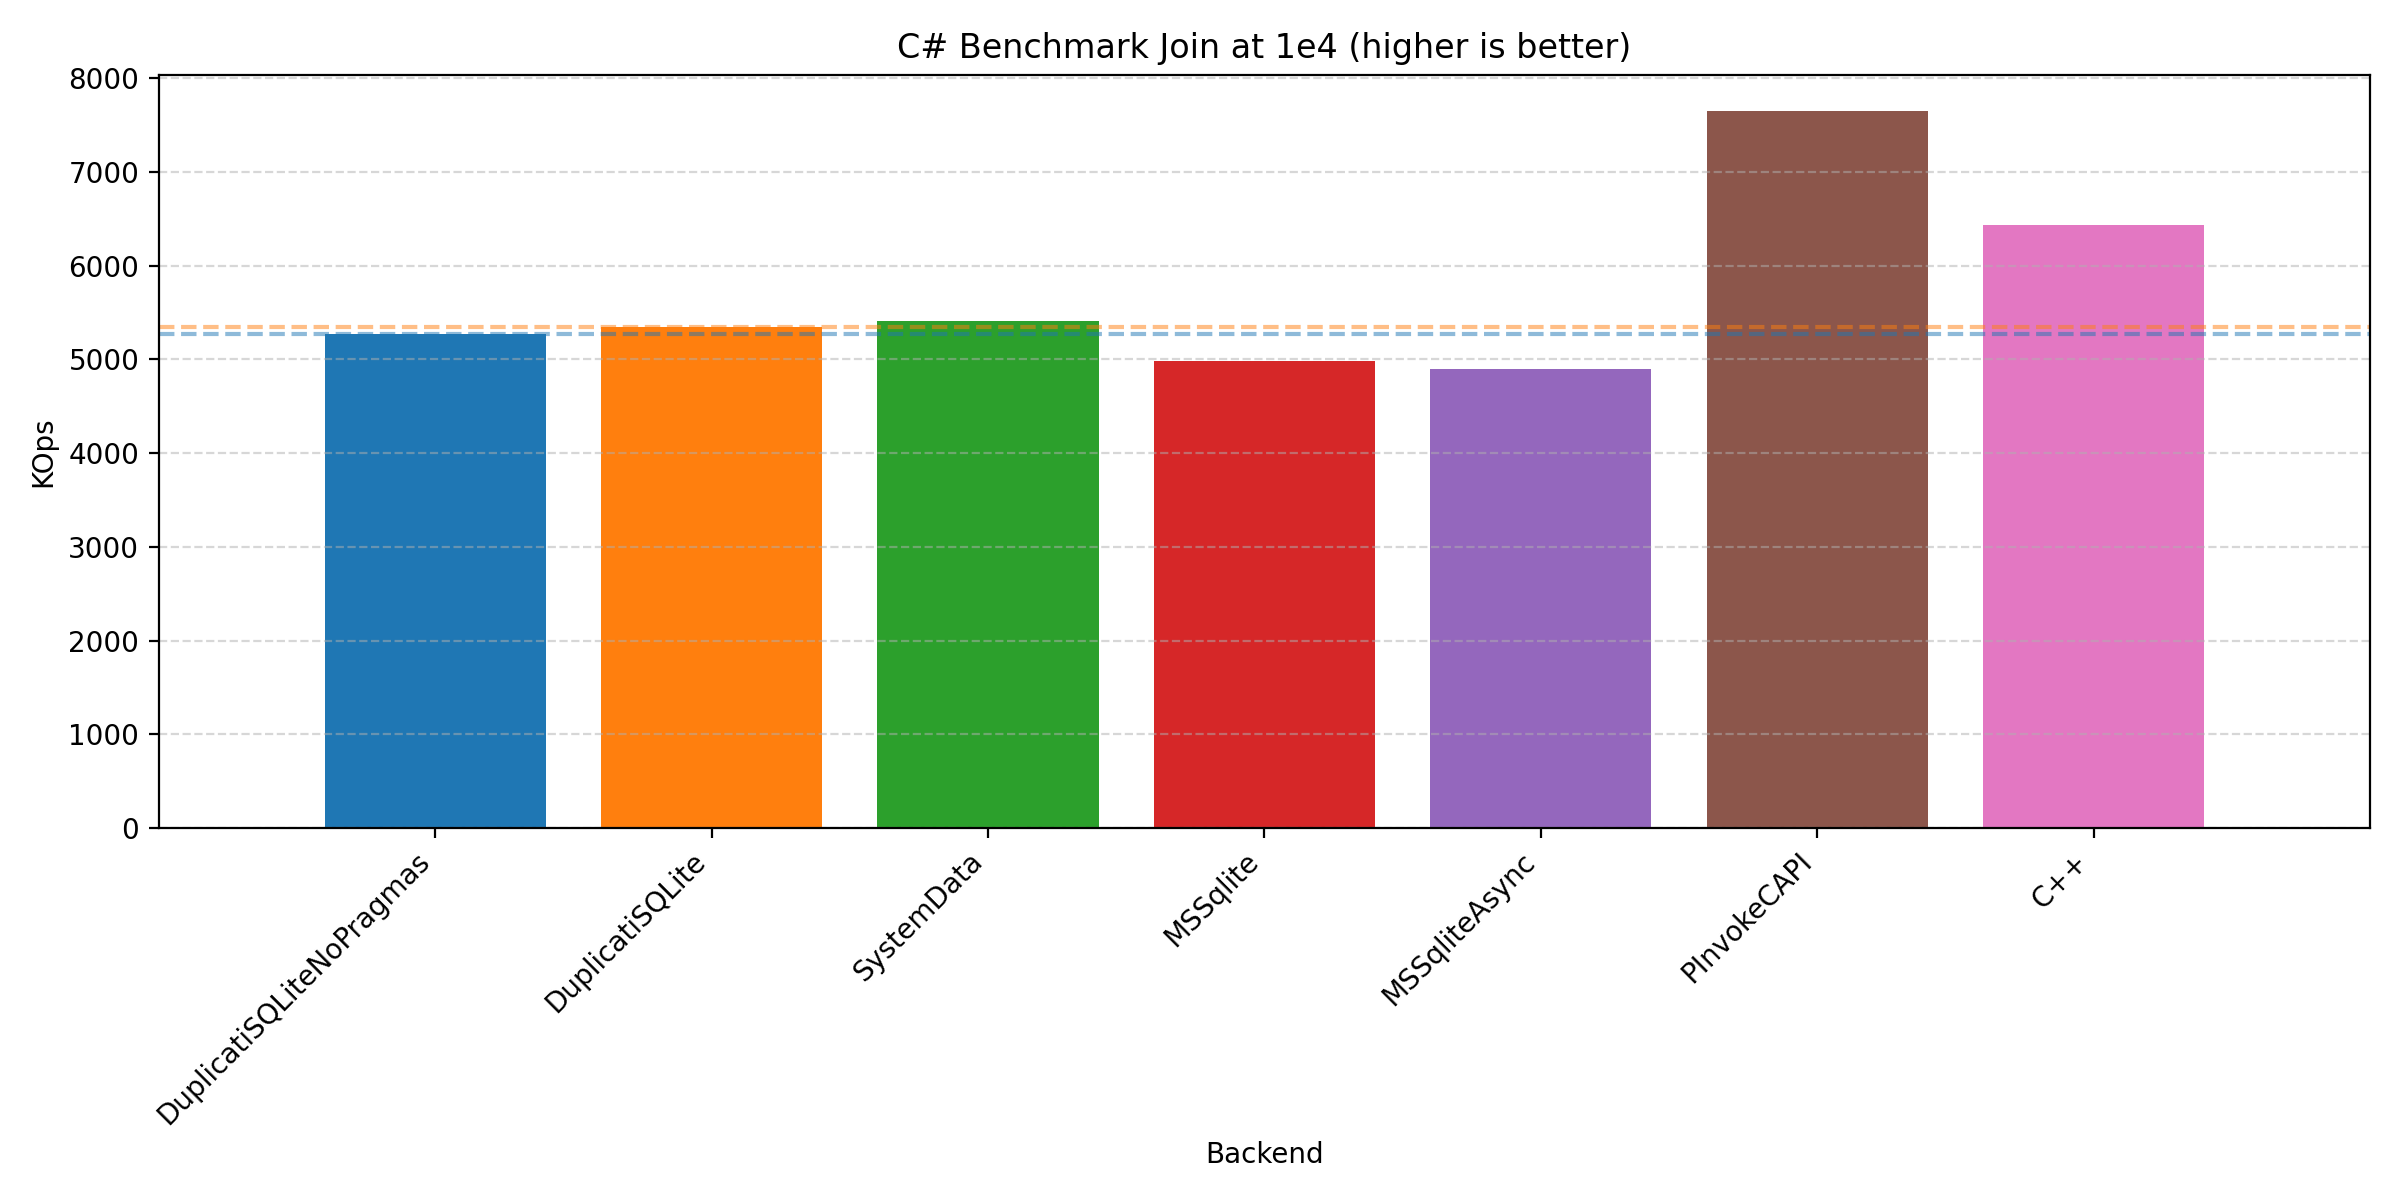 C# Benchmark Join at 1e4 (higher is better)
8000
7000
6000
5000
4000
3000
2000
1000
0
KOps
DuplicatiSQLiteNoPragmas
DuplicatiSQLite
SystemData
MSSqlite
MSSqliteAsync
PInvokeCAPI
C++
Backend